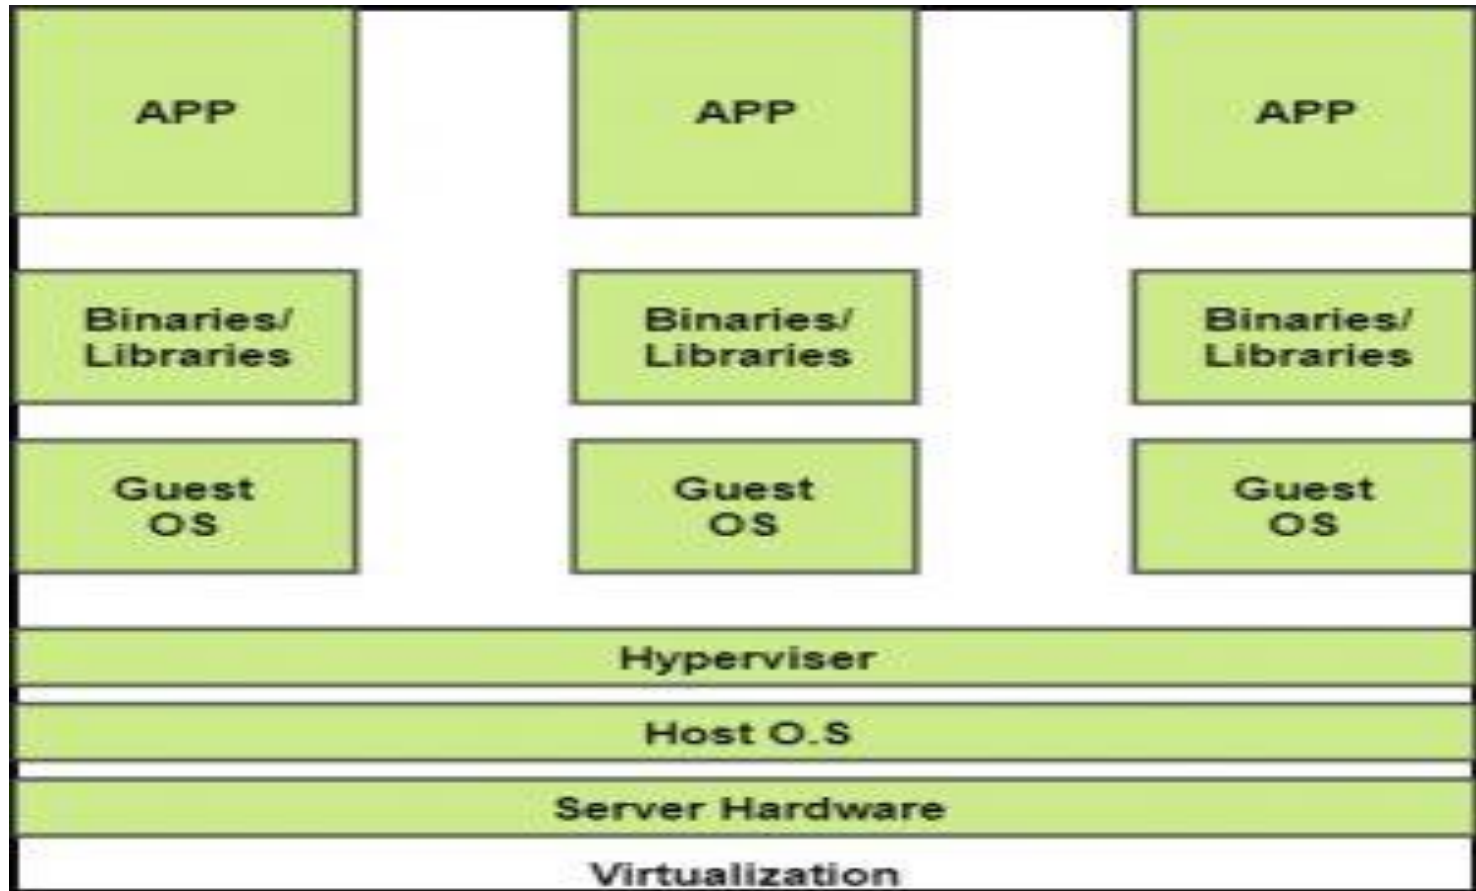 APP APP APP
Binaries/ Binaries/ Binaries/
Libraries Libraries Libraries
Guest Guest Guest
OS OS OS
Hyperviser
Host O.S
Server Hardware
Virtualization